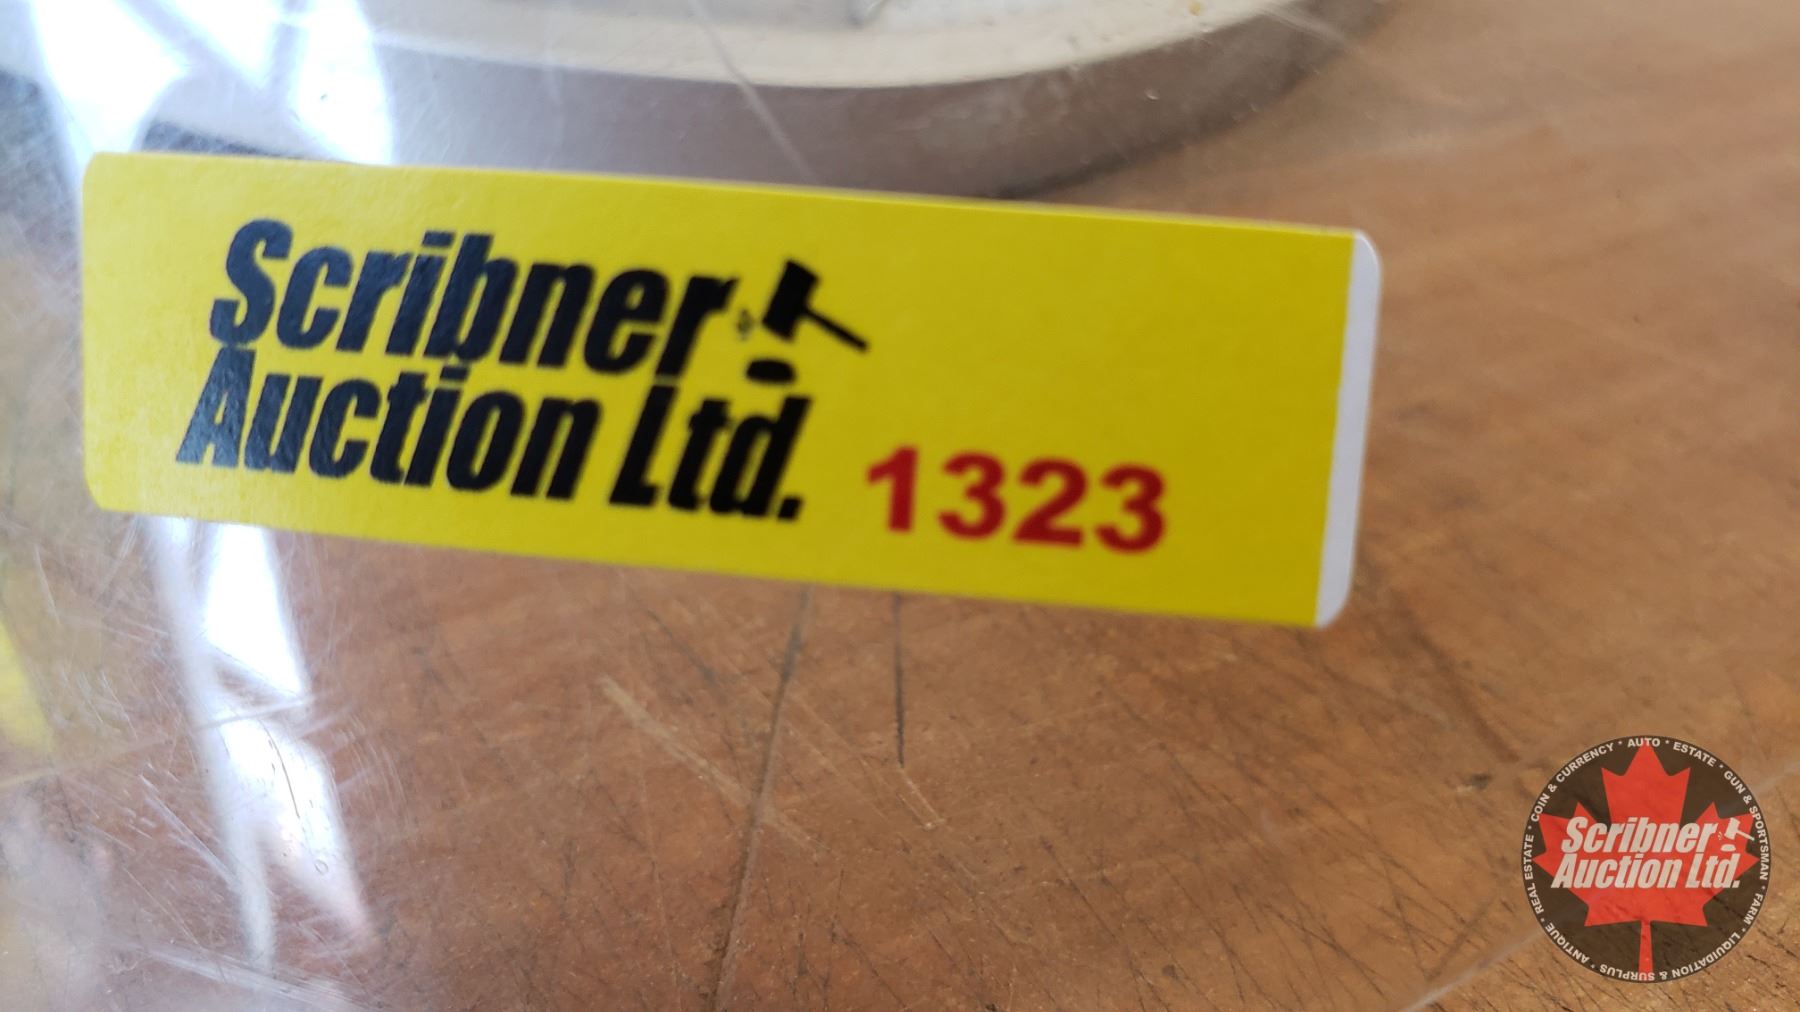 Scribner
Auction Ltd.
1323
COIN & CURRENCY * AUTO * ESTATE * GUN & SPORTSMAN * FARM * LIQUIDATION & SURPLUS * ANTIQUE * REAL ESTATE *
Scribner
Auction Ltd.